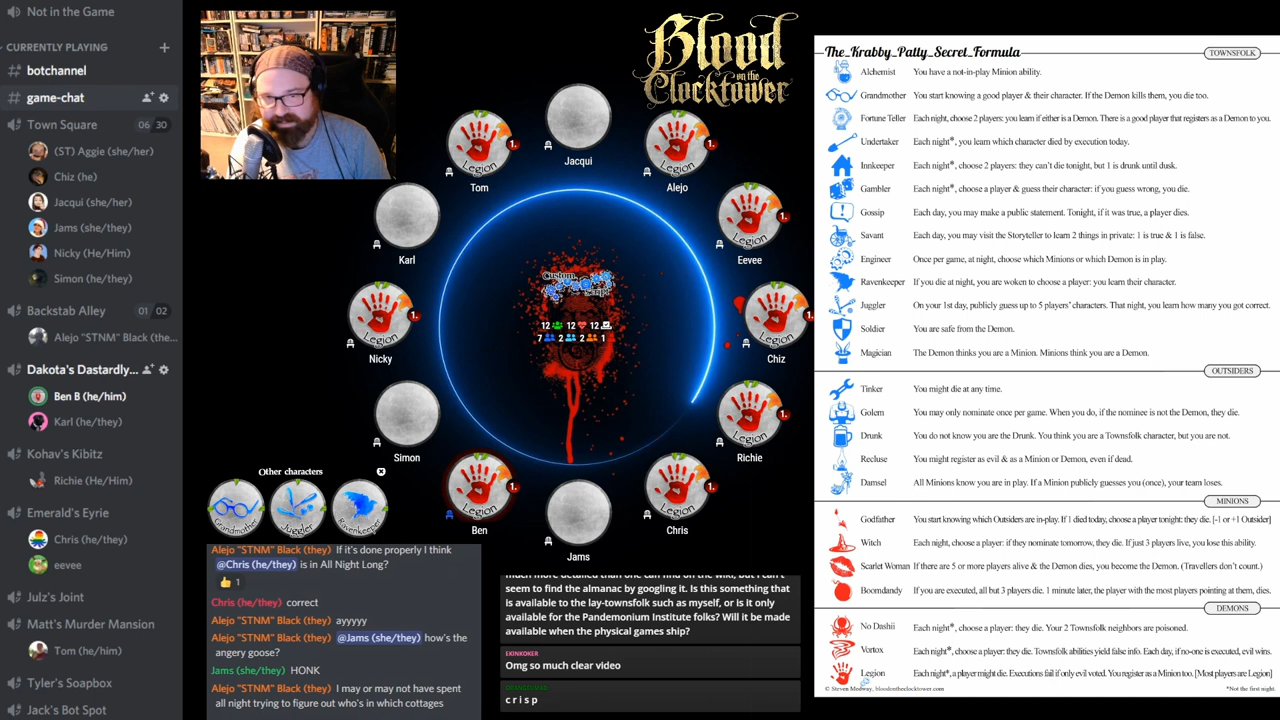 Not in the Game
CURRENTLY PLAYING
botchannel
game-chat
Town Square 06 30
(ST) Aggie (she/her)
Chiz (he)
Jacqui (she/her)
Jams (she/they)
Nicky (He/Him)
Simon (he/they)
Backstab Alley 01 02
Alejo "STNM" Black (the...
Dakota's Dastardly...
Ben B (he/him)
Karl (he/they)
Kohav's Kibitz
Richie (He/Him)
Emerald's Eyrie
Chris (he/they)
eevee
Julz's Joint
Matt's Murder Mansion
Tom (he/him)
Tyler's Soapbox
Jack's Boxspot
Blood
on the
Clocktower
Jacqui
Legion
1.
Tom
Legion
1.
Alejo
Karl
Legion
1.
Eevee
Legion
1.
Nicky
Legion
1.
Chiz
Custom
Script
12 12 12
7 2 2 1
Simon
Legion
1.
Richie
Legion
1.
Ben
Legion
1.
Chris
Jams
Other characters
Grandmother
Juggler
Ravenkeeper
Alejo "STNM" Black (they) If it's done properly I think
@Chris (he/they) is in All Night Long?
1
Chris (he/they) correct
Alejo "STNM" Black (they) ayyyyy
Alejo "STNM" Black (they) @Jams (she/they) how's the
angery goose?
Jams (she/they) HONK
Alejo "STNM" Black (they) I may or may not have spent
all night trying to figure out who's in which cottages
much more detailed than one can find on the wiki, but I can't
seem to find the almanac by googling it. Is this something
that is available to the lay-townsfolk such as myself, or is it only
available for the Pandemonium Institute folks? Will it be made
available when the physical games ship?
EKINKOKER
Omg so much clear video
c r i s p
The_Krabby_Patty_Secret_Formula
TOWNSFOLK
Alchemist You have a not-in-play Minion ability.
Grandmother You start knowing a good player & their character. If the Demon kills them, you die too.
Fortune Teller Each night, choose 2 players: you learn if either is a Demon. There is a good player that registers as a Demon to you.
Undertaker Each night*, you learn which character died by execution today.
Innkeeper Each night*, choose 2 players: they can't die tonight, but 1 is drunk until dusk.
Gambler Each night*, choose a player & guess their character: if you guess wrong, you die.
Gossip Each day, you may make a public statement. Tonight, if it was true, a player dies.
Savant Each day, you may visit the Storyteller to learn 2 things in private: 1 is true & 1 is false.
Engineer Once per game, at night, choose which Minions or which Demon is in play.
Ravenkeeper If you die at night, you are woken to choose a player: you learn their character.
Juggler On your 1st day, publicly guess up to 5 players' characters. That night, you learn how many you got correct.
Soldier You are safe from the Demon.
Magician The Demon thinks you are a Minion. Minions think you are a Demon.
OUTSIDERS
Tinker You might die at any time.
Golem You may only nominate once per game. When you do, if the nominee is not the Demon, they die.
Drunk You do not know you are the Drunk. You think you are a Townsfolk character, but you are not.
Recluse You might register as evil & as a Minion or Demon, even if dead.
Damsel All Minions know you are in play. If a Minion publicly guesses you (once), your team loses.
MINIONS
Godfather You start knowing which Outsiders are in-play. If 1 died today, choose a player tonight: they die. [-1 or +1 Outsider]
Witch Each night, choose a player: if they nominate tomorrow, they die. If just 3 players live, you lose this ability.
Scarlet Woman If there are 5 or more players alive & the Demon dies, you become the Demon. (Travellers don't count.)
Boomdandy If you are executed, all but 3 players die. 1 minute later, the player with the most players pointing at them, dies.
DEMONS
No Dashii Each night*, choose a player: they die. Your 2 Townsfolk neighbors are poisoned.
Vortox Each night*, choose a player: they die. Townsfolk abilities yield false info. Each day, if no-one is executed, evil wins.
Legion Each night*, a player might die. Executions fail if only evil voted. You register as a Minion too. [Most players are Legion]
© Steven Medway, bloodontheclocktower.com
*Not the first night.